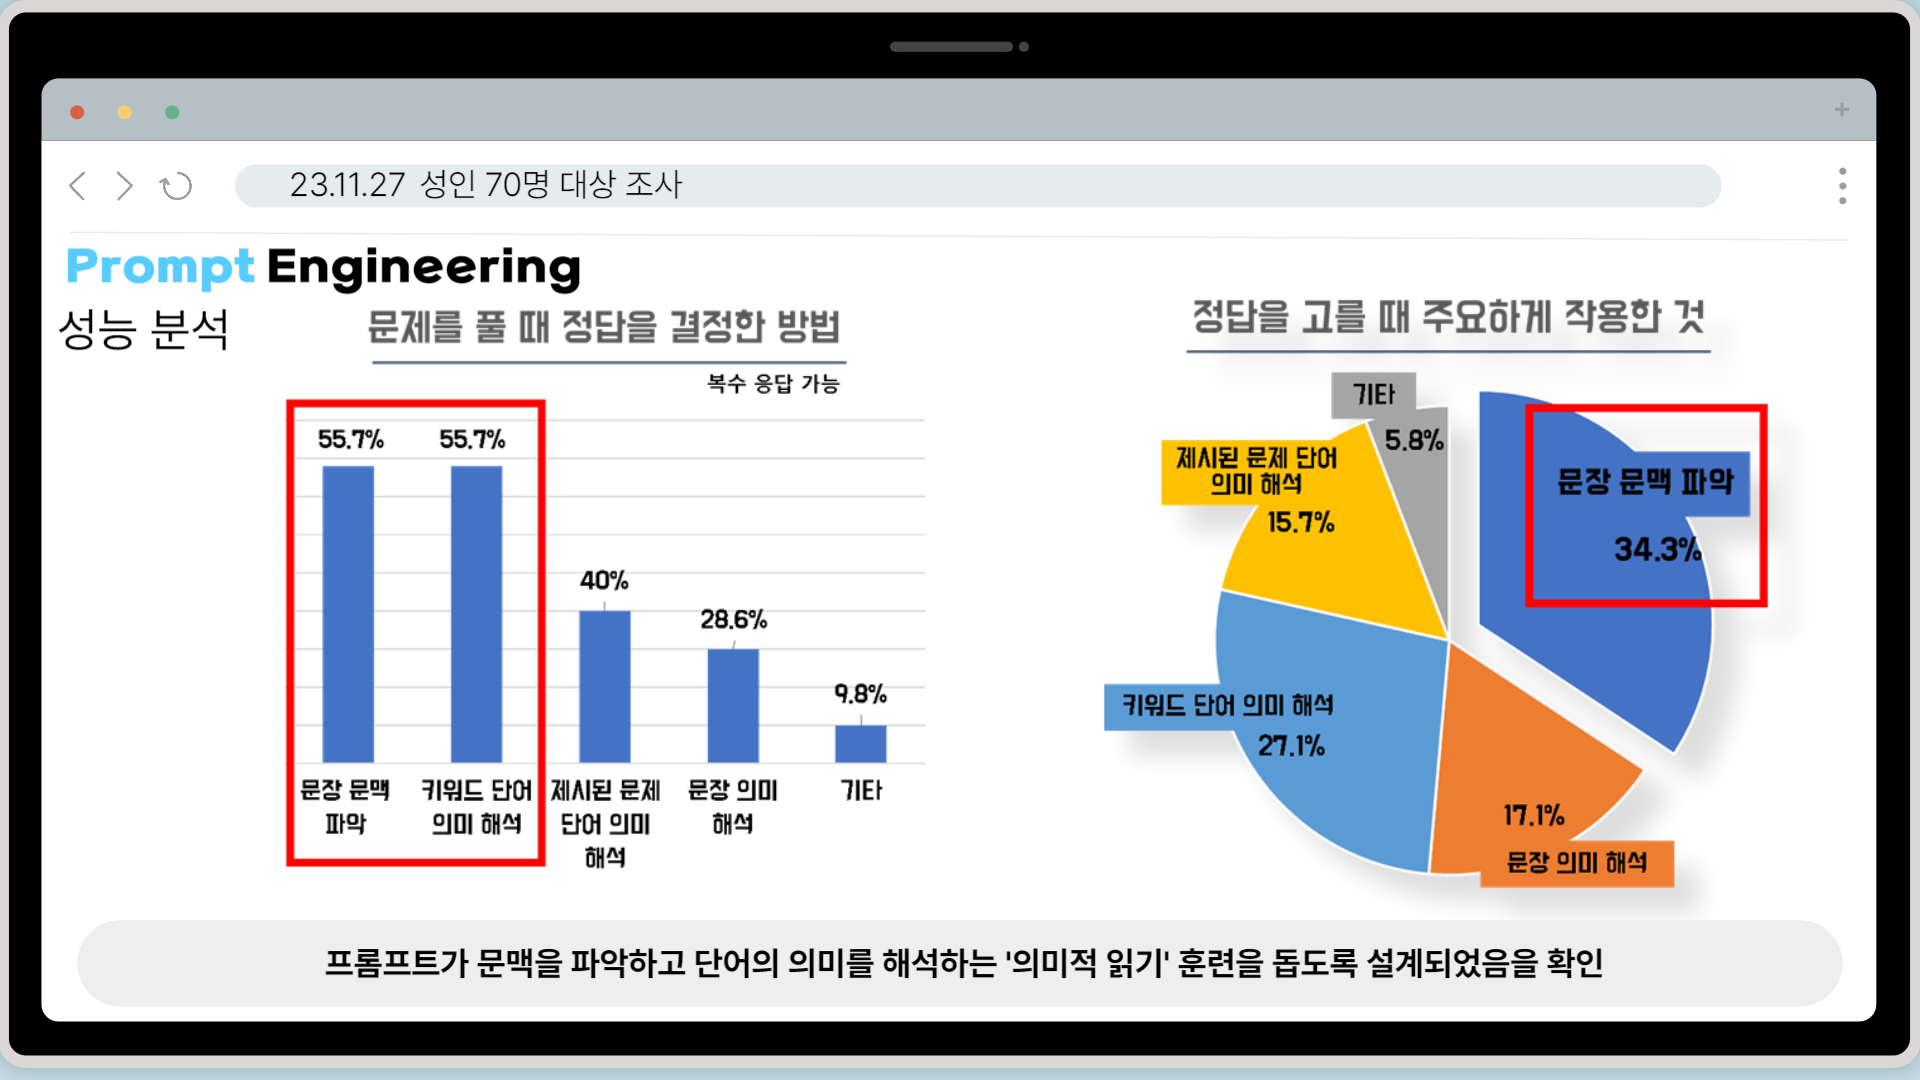 23.11.27 성인 70명 대상 조사
Prompt Engineering
성능 분석
문제를 풀 때 정답을 결정한 방법
복수 응답 가능
55.7%
55.7%
40%
28.6%
9.8%
문장 문맥
파악
키워드 단어
의미 해석
제시된 문제
단어 의미
해석
문장 의미
해석
기타
정답을 고를 때 주요하게 작용한 것
기타
5.8%
제시된 문제 단어
의미 해석
15.7%
문장 문맥 파악
34.3%
키워드 단어 의미 해석
27.1%
17.1%
문장 의미 해석
프롬프트가 문맥을 파악하고 단어의 의미를 해석하는 '의미적 읽기' 훈련을 돕도록 설계되었음을 확인